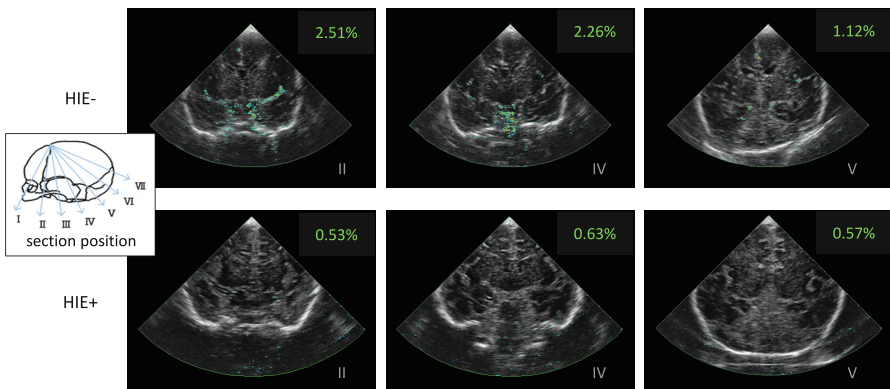 2.51%
2.26%
1.12%
HIE-
II
IV
V
I
II
III
IV
V
VI
VII
section position
0.53%
0.63%
0.57%
HIE+
II
IV
V